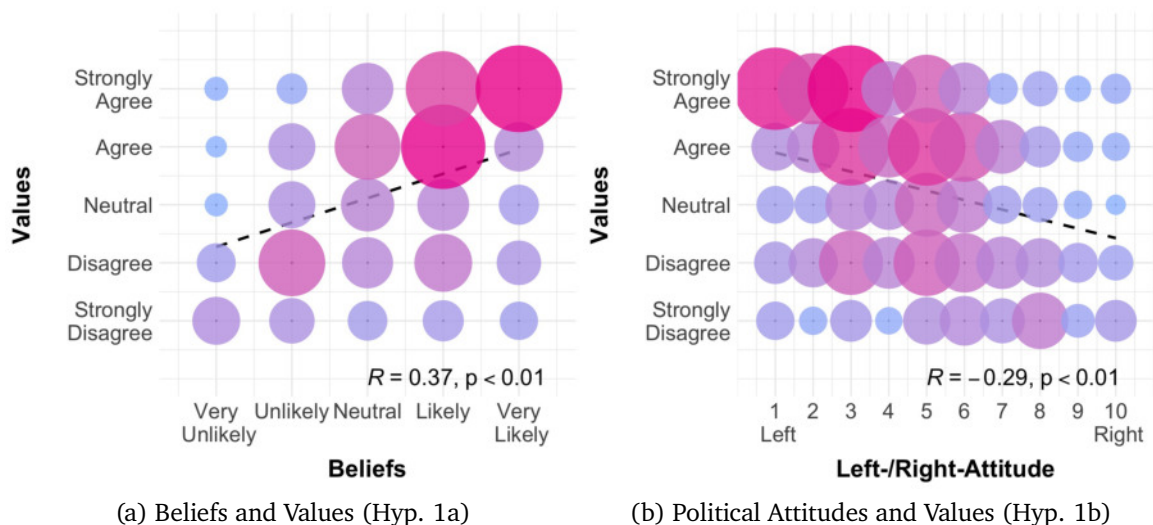 Values
Strongly
Agree
Agree
Neutral
Disagree
Strongly
Disagree
R = 0.37, p < 0.01
Very
Unlikely
Unlikely
Neutral
Likely
Very
Likely
Beliefs
(a) Beliefs and Values (Hyp. 1a)
Values
Strongly
Agree
Agree
Neutral
Disagree
Strongly
Disagree
R = −0.29, p < 0.01
1 2 3 4 5 6 7 8 9 10
Left Right
Left-/Right-Attitude
(b) Political Attitudes and Values (Hyp. 1b)